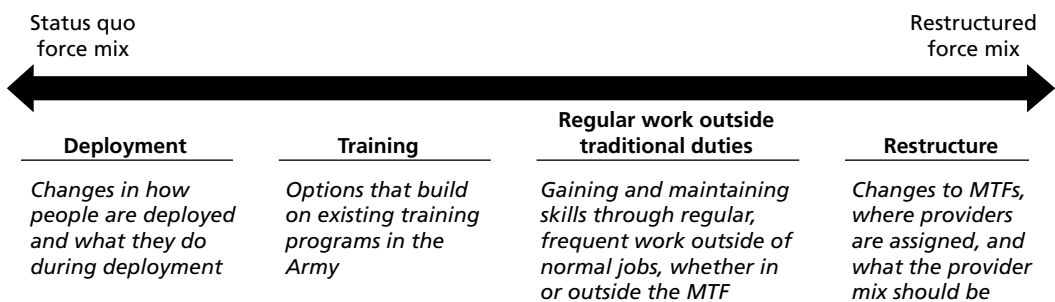 Status quo
force mix
Restructured
force mix
Deployment
Changes in how
people are deployed
and what they do
during deployment
Training
Options that build
on existing training
programs in the
Army
Regular work outside
traditional duties
Gaining and maintaining
skills through regular,
frequent work outside of
normal jobs, whether in
or outside the MTF
Restructure
Changes to MTFs,
where providers
are assigned, and
what the provider
mix should be